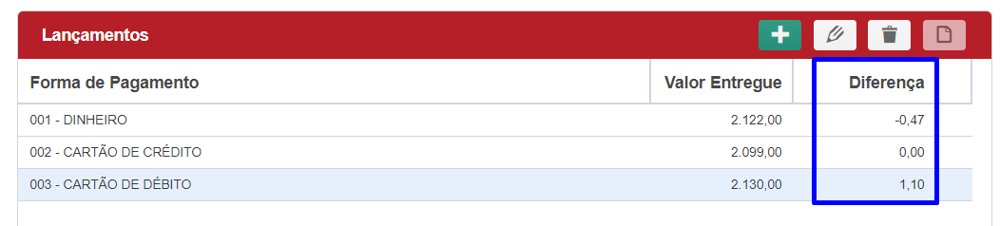 Lançamentos
Forma de Pagamento Valor Entregue Diferença
001 - DINHEIRO 2.122,00 -0,47
002 - CARTÃO DE CRÉDITO 2.099,00 0,00
003 - CARTÃO DE DÉBITO 2.130,00 1,10